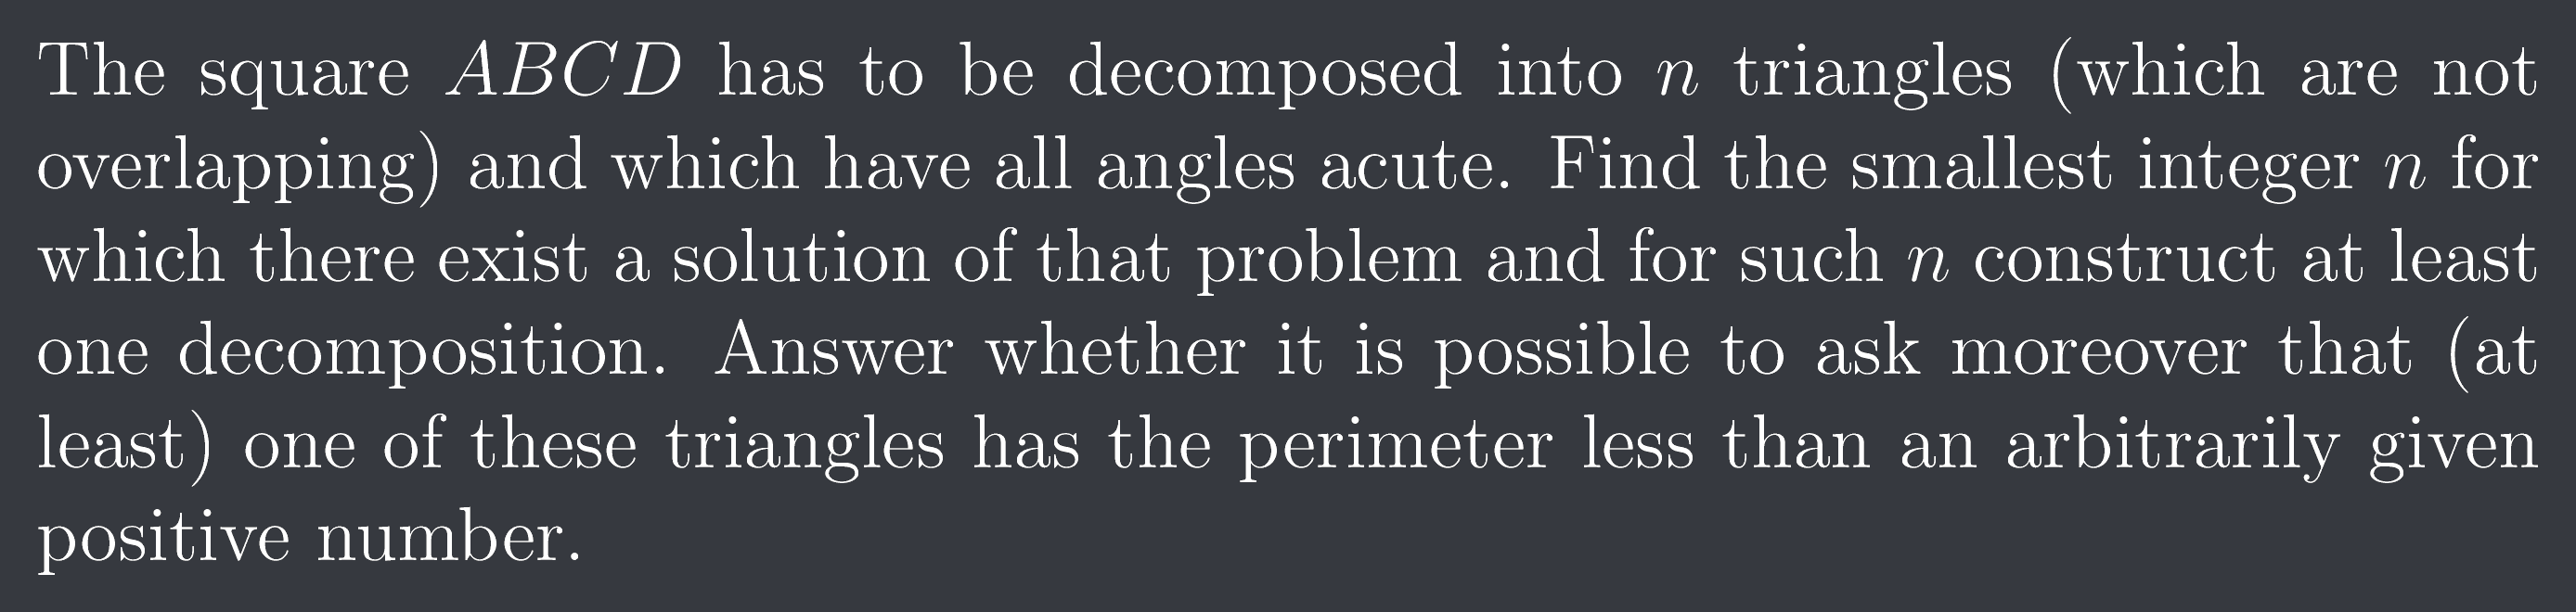 The square ABCD has to be decomposed into n triangles (which are not
overlapping) and which have all angles acute. Find the smallest integer n for
which there exist a solution of that problem and for such n construct at least
one decomposition. Answer whether it is possible to ask moreover that (at
least) one of these triangles has the perimeter less than an arbitrarily given
positive number.